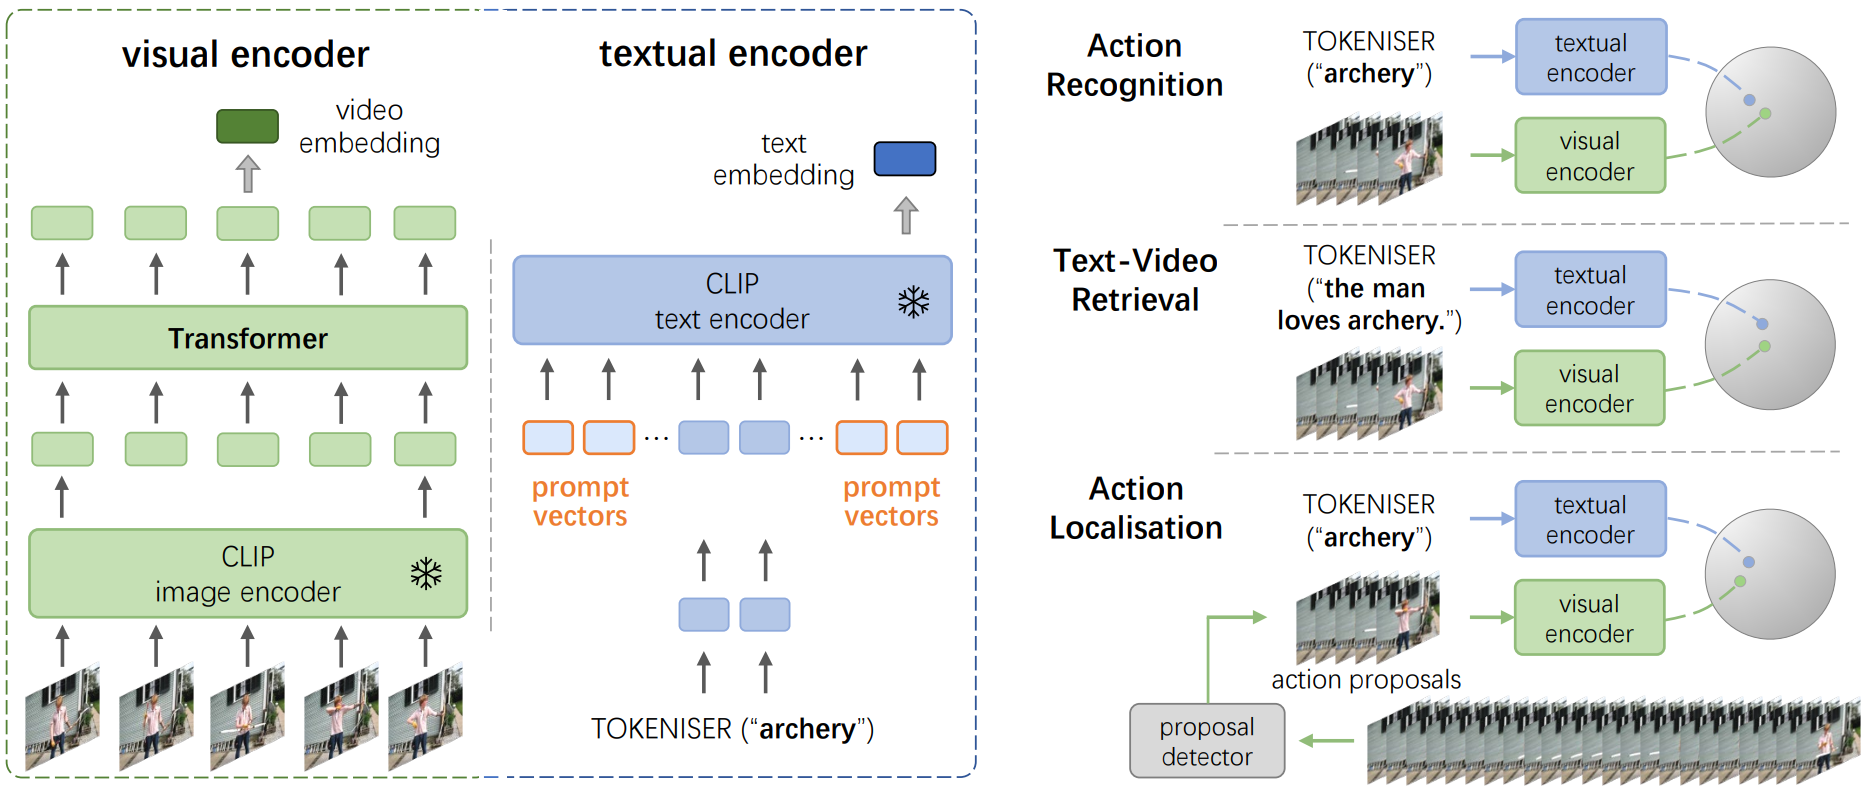 visual encoder
video
embedding
Transformer
CLIP
image encoder
textual encoder
text
embedding
CLIP
text encoder
...
...
prompt
vectors
prompt
vectors
TOKENISER (“archery”)
Action
Recognition
TOKENISER
(“archery”)
textual
encoder
visual
encoder
Text-Video
Retrieval
TOKENISER
(“the man
loves archery.”)
textual
encoder
visual
encoder
Action
Localisation
TOKENISER
(“archery”)
textual
encoder
visual
encoder
action proposals
proposal
detector